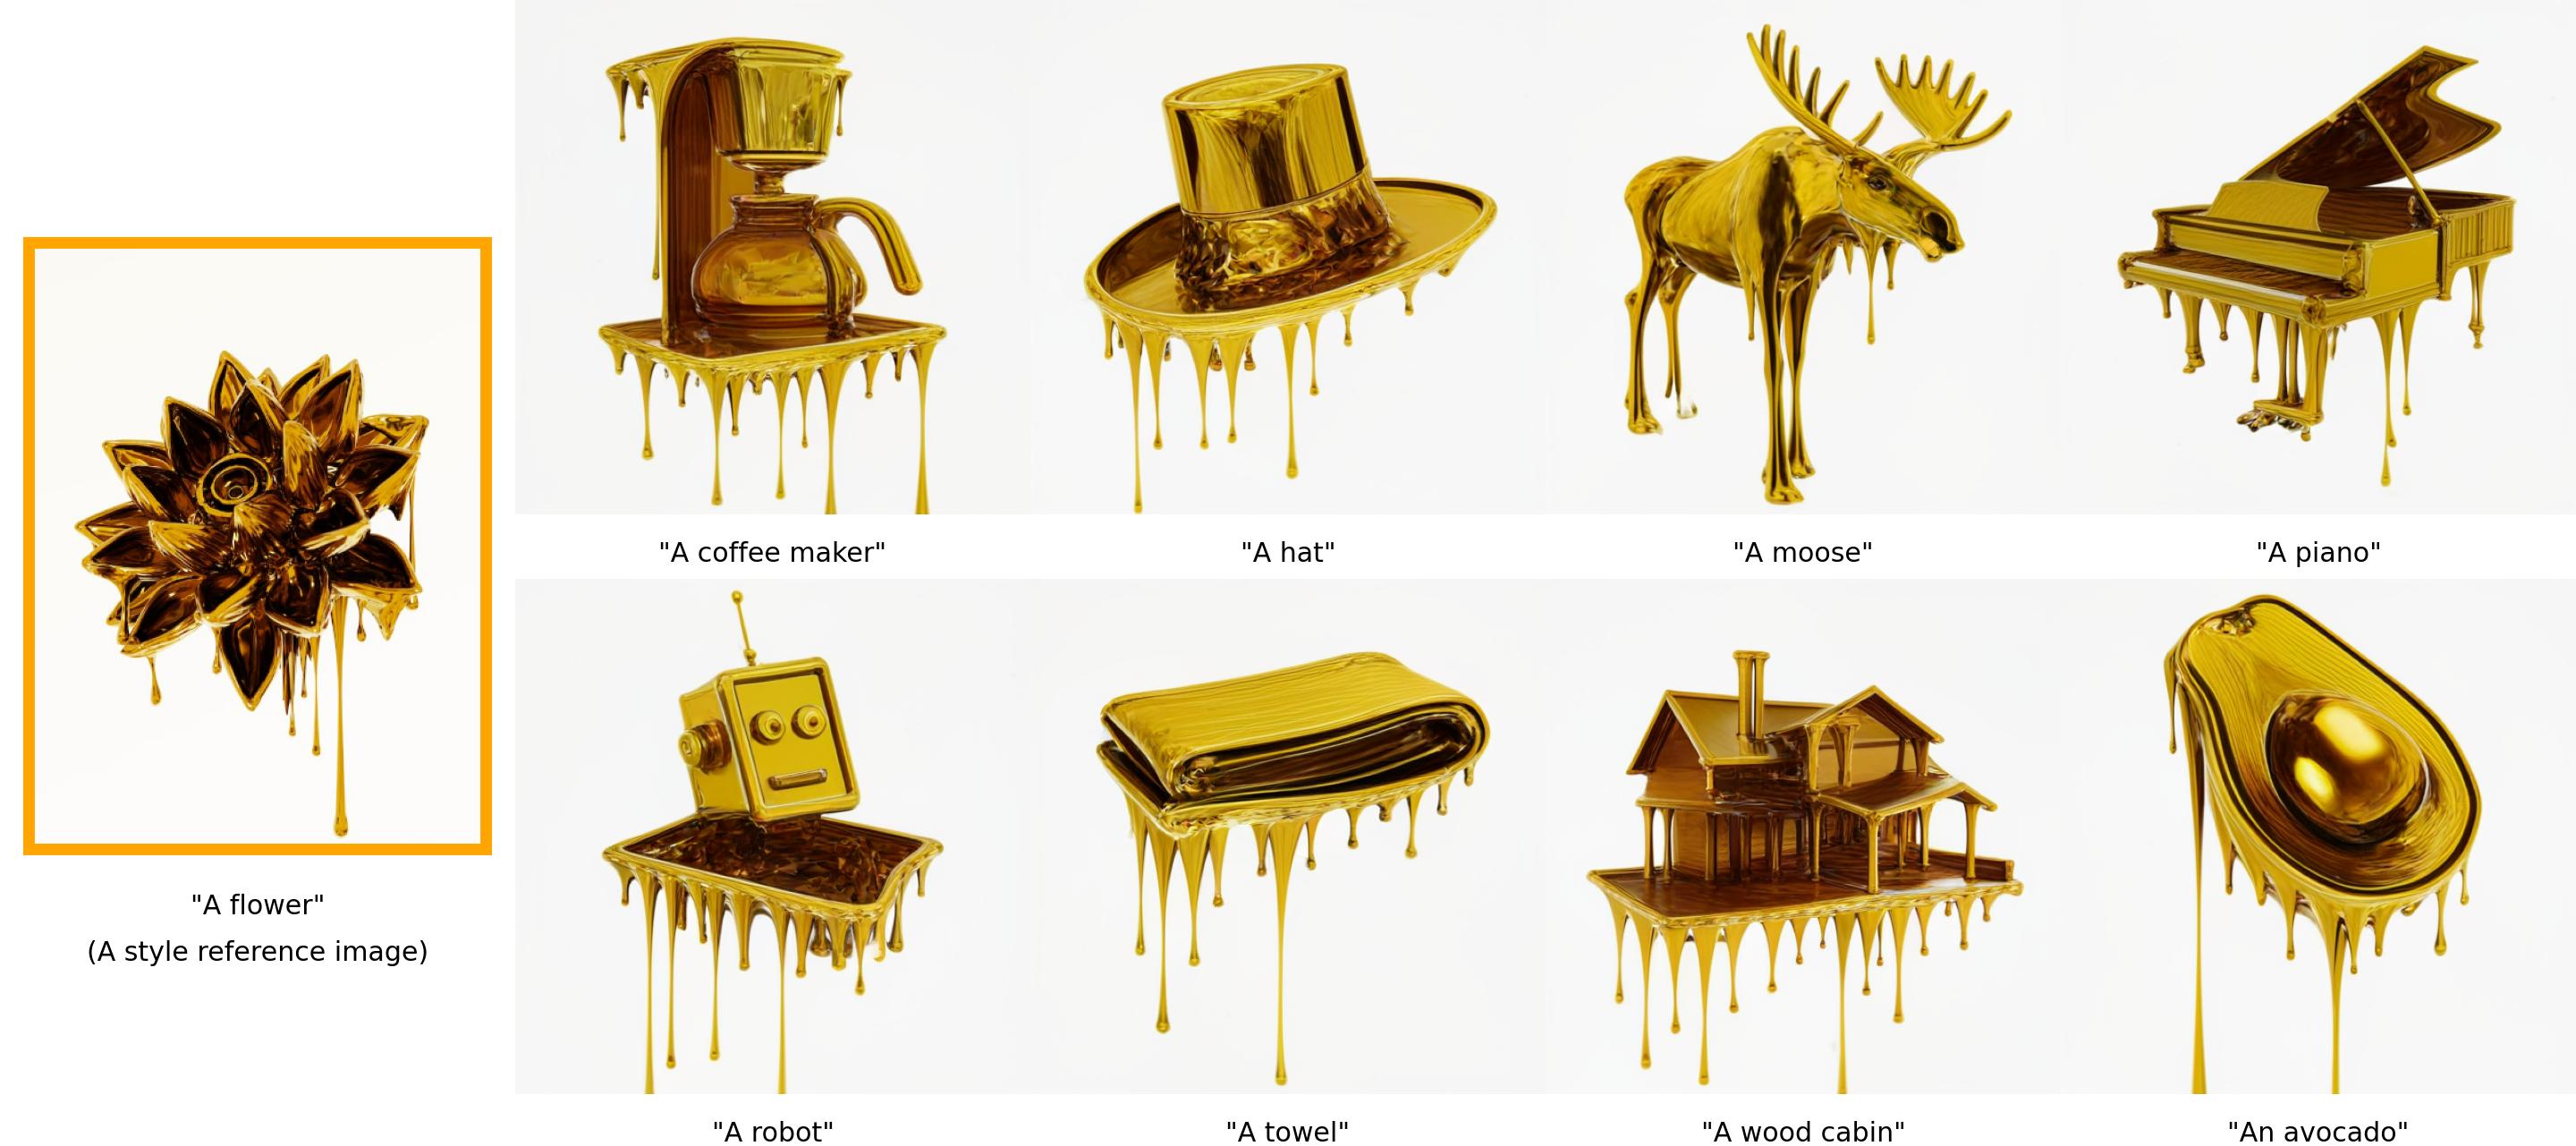 "A flower"
(A style reference image)
"A coffee maker"
"A hat"
"A moose"
"A piano"
"A robot"
"A towel"
"A wood cabin"
"An avocado"